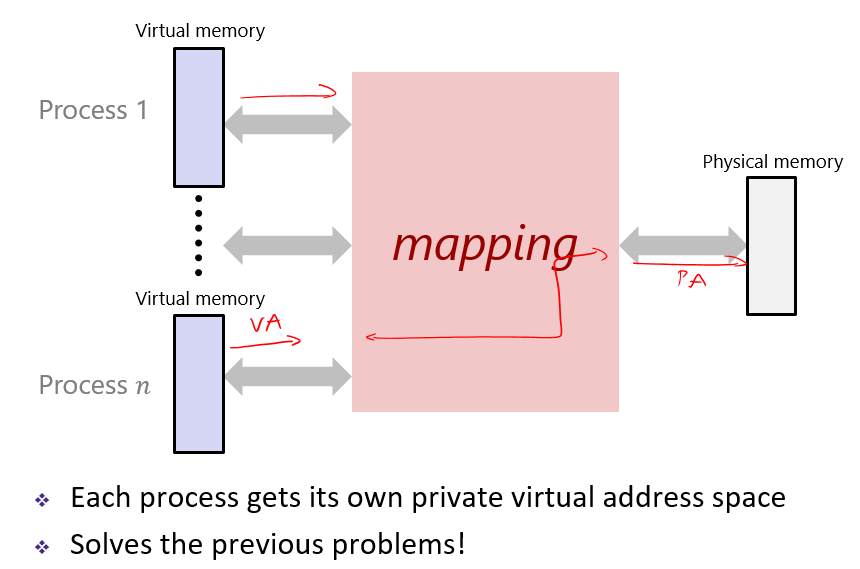 Virtual memory
Process 1
Physical memory
mapping
PA
Virtual memory
VA
Process n
❖ Each process gets its own private virtual address space
❖ Solves the previous problems!